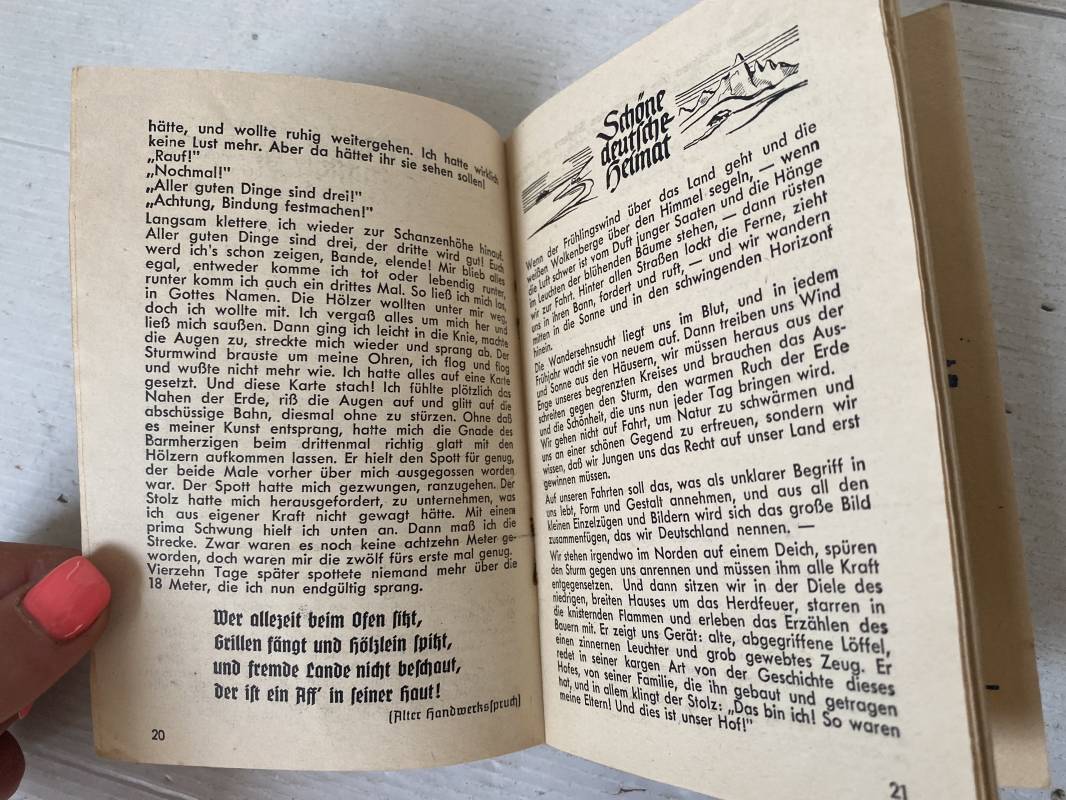 hätte, und wollte ruhig weitergehen. Ich hatte wirklich
keine Lust mehr. Aber da hättet ihr sie sehen sollen!
„Rauf!"
„Nochmal!"
„Aller guten Dinge sind drei!"
„Achtung, Bindung festmachen!"
Langsam klettere ich wieder zur Schanzenhöhe hinauf.
Aller guten Dinge sind drei, der dritte wird gut! Euch
werd ich's schon zeigen, Bande, elende! Mir blieb alles
egal, entweder komme ich tot oder lebendig runter,
runter komm ich auch ein drittes Mal. So ließ ich mich los,
in Gottes Namen. Die Hölzer wollten unter mir weg,
doch ich wollte mit. Ich vergaß alles um mich her und
ließ mich saußen. Dann ging ich leicht in die Knie, machte
die Augen zu, streckte mich wieder und sprang ab. Der
Sturmwind brauste um meine Ohren, ich flog und flog
und wußte nicht mehr wie. Ich hatte alles auf eine Karte
gesetzt. Und diese Karte stach! Ich fühlte plötzlich das
Nahen der Erde, riß die Augen auf und glitt auf die
abschüssige Bahn, diesmal ohne zu stürzen. Ohne daß
es meiner Kunst entsprang, hatte mich die Gnade des
Barmherzigen beim drittenmal richtig glatt mit den
Hölzern aufkommen lassen. Er hielt den Spott für genug,
der beide Male vorher über mich ausgegossen worden
war. Der Spott hatte mich gezwungen, ranzugehen. Der
Stolz hatte mich herausgefordert, zu unternehmen, was
ich aus eigener Kraft nicht gewagt hätte. Mit einem
prima Schwung hielt ich unten an. Dann maß ich die
Strecke. Zwar waren es noch keine achtzehn Meter ge-
worden, doch waren mir die zwölf fürs erste mal genug.
Vierzehn Tage später spottete niemand mehr über die
18 Meter, die ich nun endgültig sprang.
Wer allezeit beim Ofen sitzt,
Grillen fängt und Hölzlein spitzt,
und fremde Lande nicht beschaut,
der ist ein Aff' in seiner Haut!
(Alter Handwerksspruch)
20
Schöne
deutsche
Heimat
Wenn der Frühlingswind über das Land geht und die
weißen Wolkenberge über den Himmel segeln, — wenn
die Luft schwer ist vom Duft junger Saaten und die Hänge
im Leuchten der blühenden Bäume stehen, — dann rüsten
wir zur Fahrt. Hinter allen Straßen lockt die Ferne, zieht
uns in ihren Bann, fordert und ruft, — und wir wandern
mitten in die Sonne und in den schwingenden Horizont
hinein.
Die Wandersehnsucht liegt uns im Blut, und in jedem
Frühjahr wacht sie von neuem auf. Dann treiben uns Wind
und Sonne aus den Häusern, wir müssen heraus aus der
Enge unseres begrenzten Kreises und brauchen das Aus-
schreiten gegen den Sturm, den warmen Ruch der Erde
und die Schönheit, die uns nun jeder Tag bringen wird.
Wir gehen nicht auf Fahrt, um Natur zu schwärmen und
uns an einer schönen Gegend zu erfreuen, sondern wir
wissen, daß wir Jungen uns das Recht auf unser Land erst
gewinnen müssen.
Auf unseren Fahrten soll das, was als unklarer Begriff in
uns lebt, Form und Gestalt annehmen, und aus all den
kleinen Einzelzügen und Bildern wird sich das große Bild
zusammenfügen, das wir Deutschland nennen. —
Wir stehen irgendwo im Norden auf einem Deich, spüren
den Sturm gegen uns anrennen und müssen ihm alle Kraft
entgegensetzen. Und dann sitzen wir in der Diele des
niedrigen, breiten Hauses um das Herdfeuer, starren in
die knisternden Flammen und erleben das Erzählen des
Bauern mit. Er zeigt uns Gerät: alte, abgegriffene Löffel,
einen zinnernen Leuchter und grob gewebtes Zeug. Er
redet in seiner kargen Art von der Geschichte dieses
Hofes, von seiner Familie, die ihn gebaut und getragen
hat, und in allem klingt der Stolz: „Das bin ich! So waren
meine Eltern! Und dies ist unser Hof!"
21